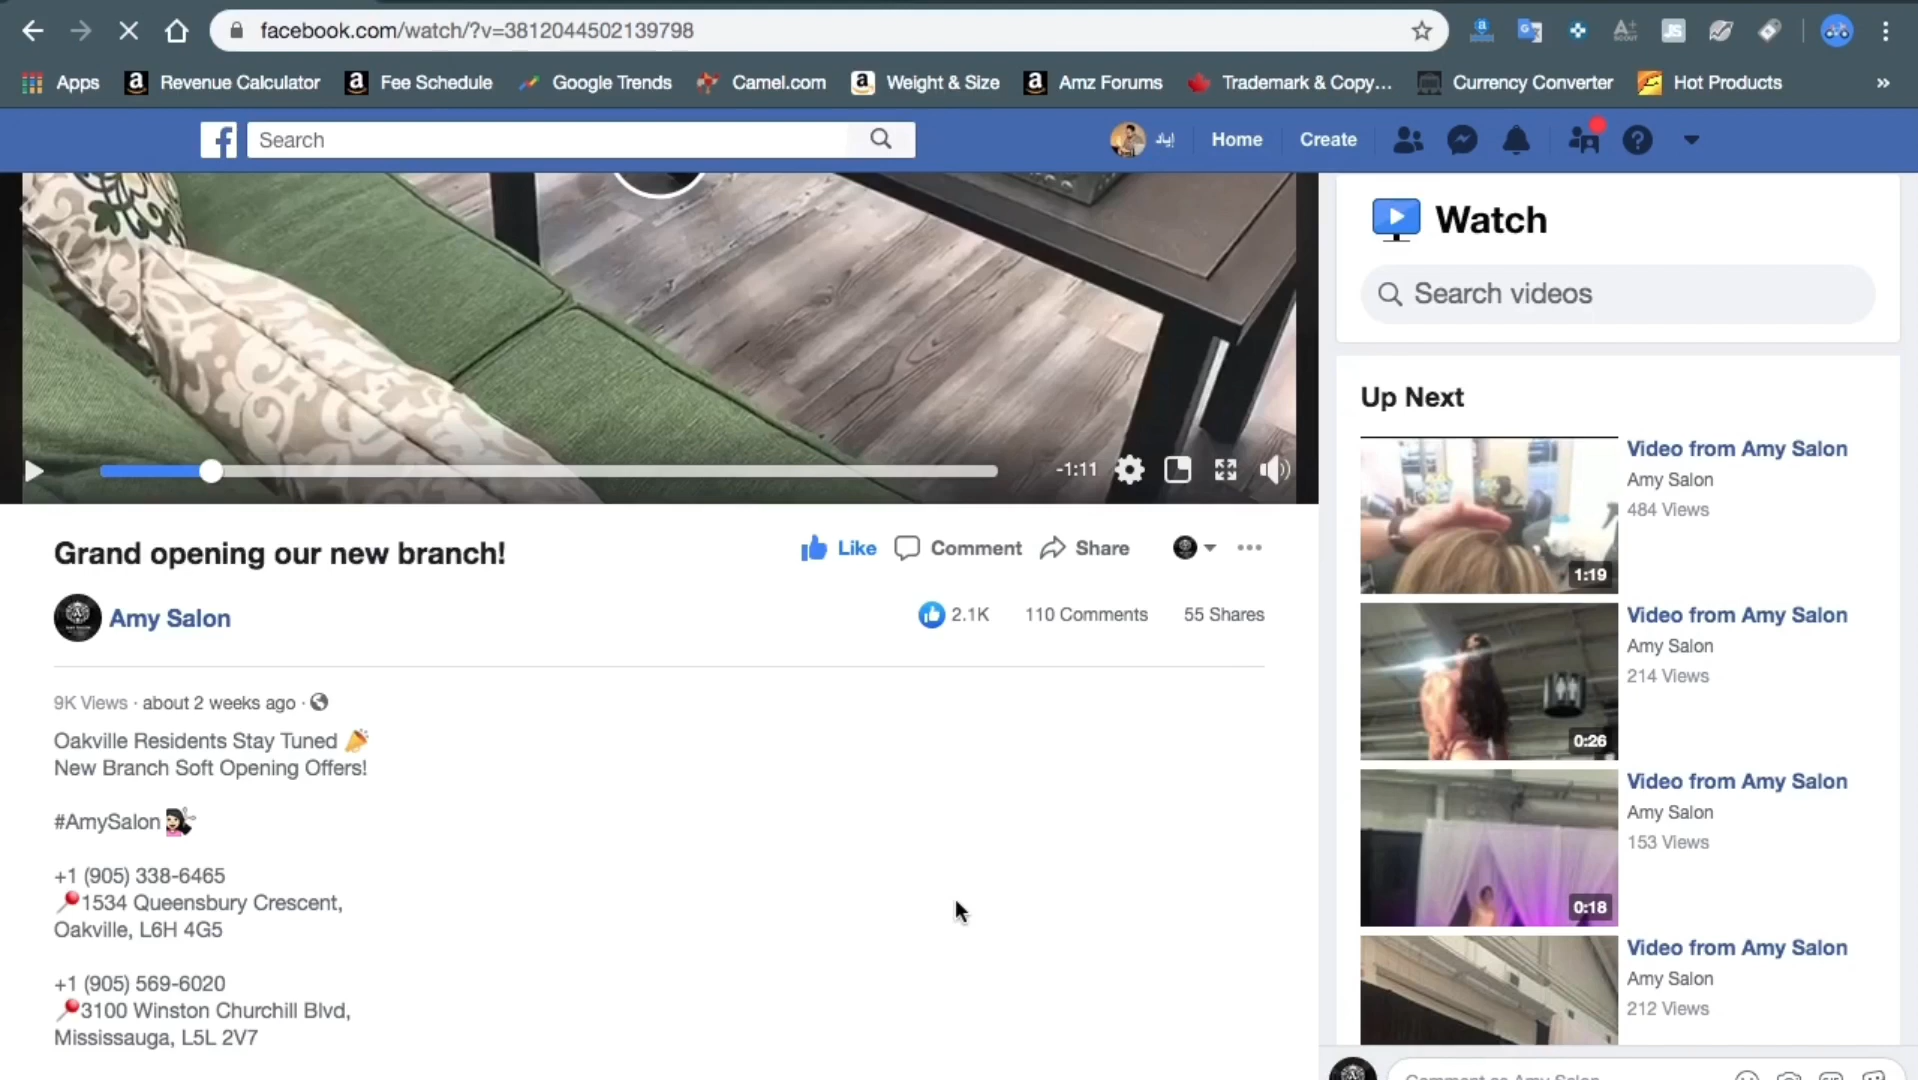 facebook.com/watch/?v=3812044502139798
Apps Revenue Calculator Fee Schedule Google Trends Camel.com Weight & Size Amz Forums Trademark & Copy... Currency Converter Hot Products »
Search إياد Home Create
Watch
Search videos
-1:11
Up Next
Grand opening our new branch!
Like Comment Share
Amy Salon
2.1K 110 Comments 55 Shares
9K Views · about 2 weeks ago ·
Oakville Residents Stay Tuned 🎉
New Branch Soft Opening Offers!
#AmySalon 💇🏻‍♀️
+1 (905) 338-6465
📍1534 Queensbury Crescent,
Oakville, L6H 4G5
+1 (905) 569-6020
📍3100 Winston Churchill Blvd,
Mississauga, L5L 2V7
Video from Amy Salon
Amy Salon
484 Views
1:19
Video from Amy Salon
Amy Salon
214 Views
0:26
Video from Amy Salon
Amy Salon
153 Views
0:18
Video from Amy Salon
Amy Salon
212 Views
Comment as Amy Salon